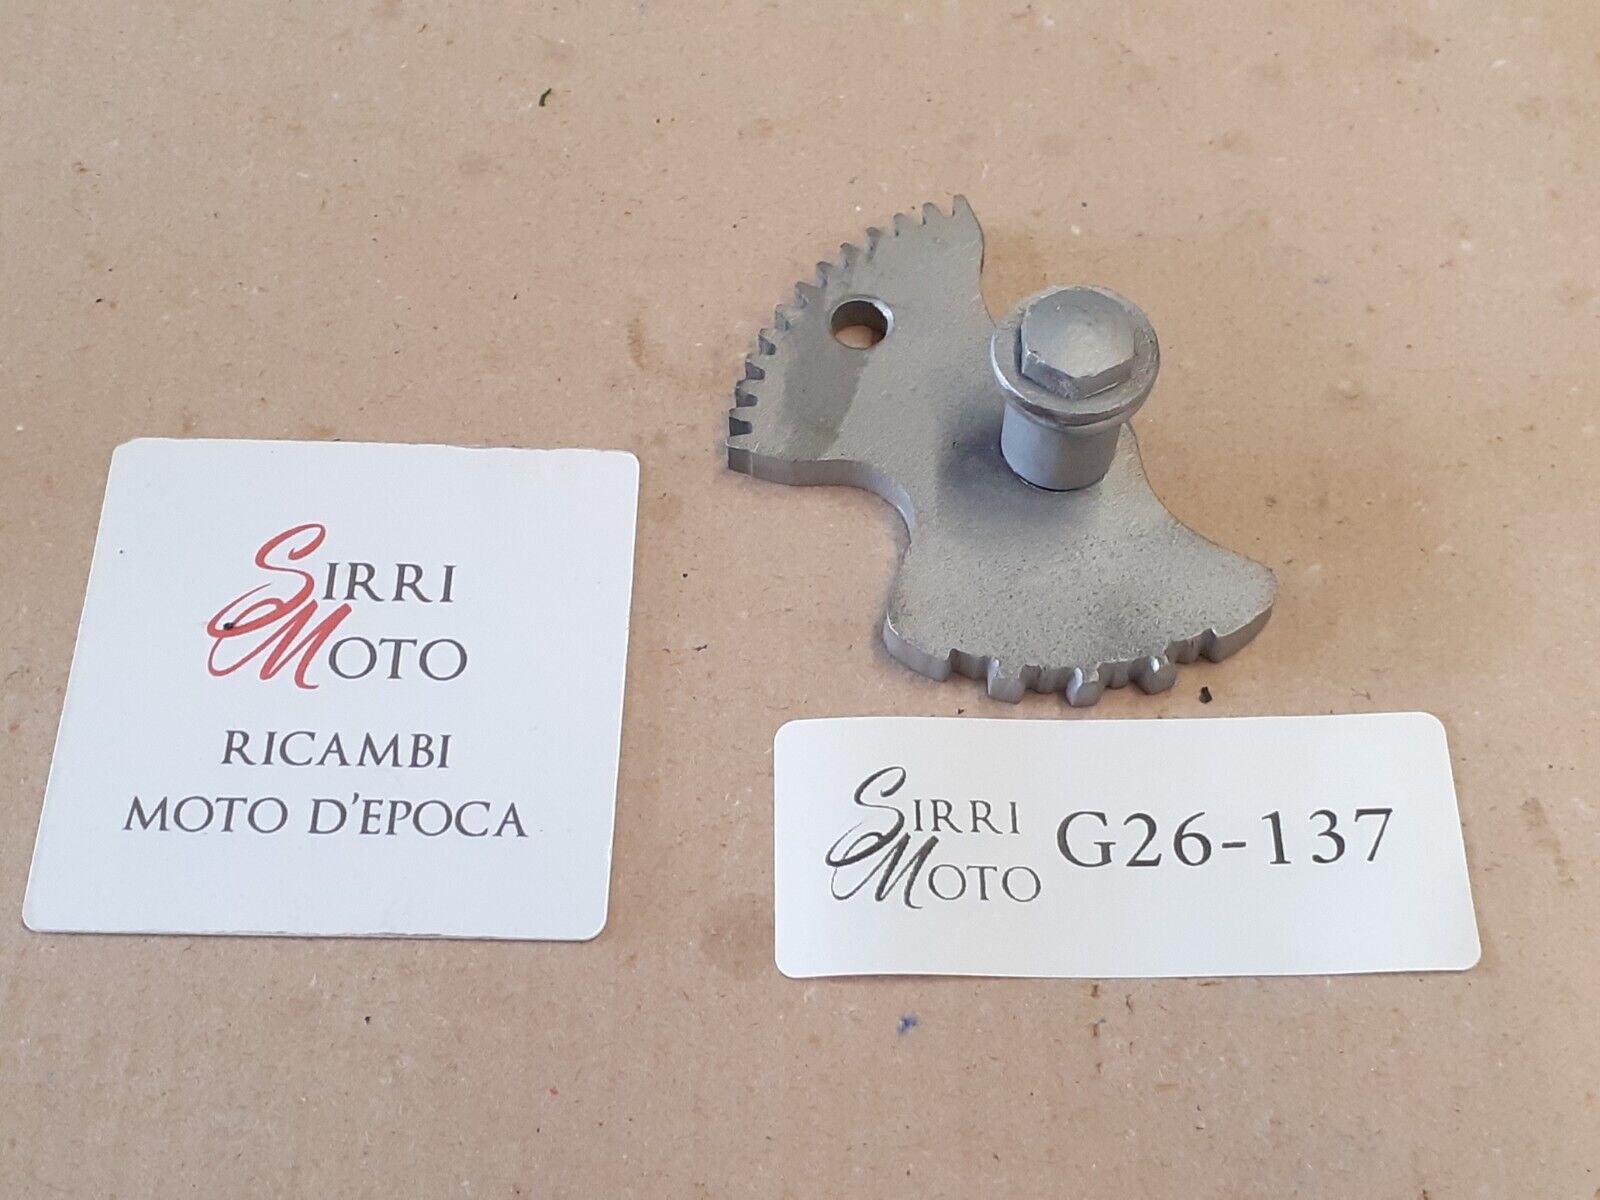 SIRRI
MOTO
RICAMBI
MOTO D'EPOCA
SIRRI
MOTO
G26-137